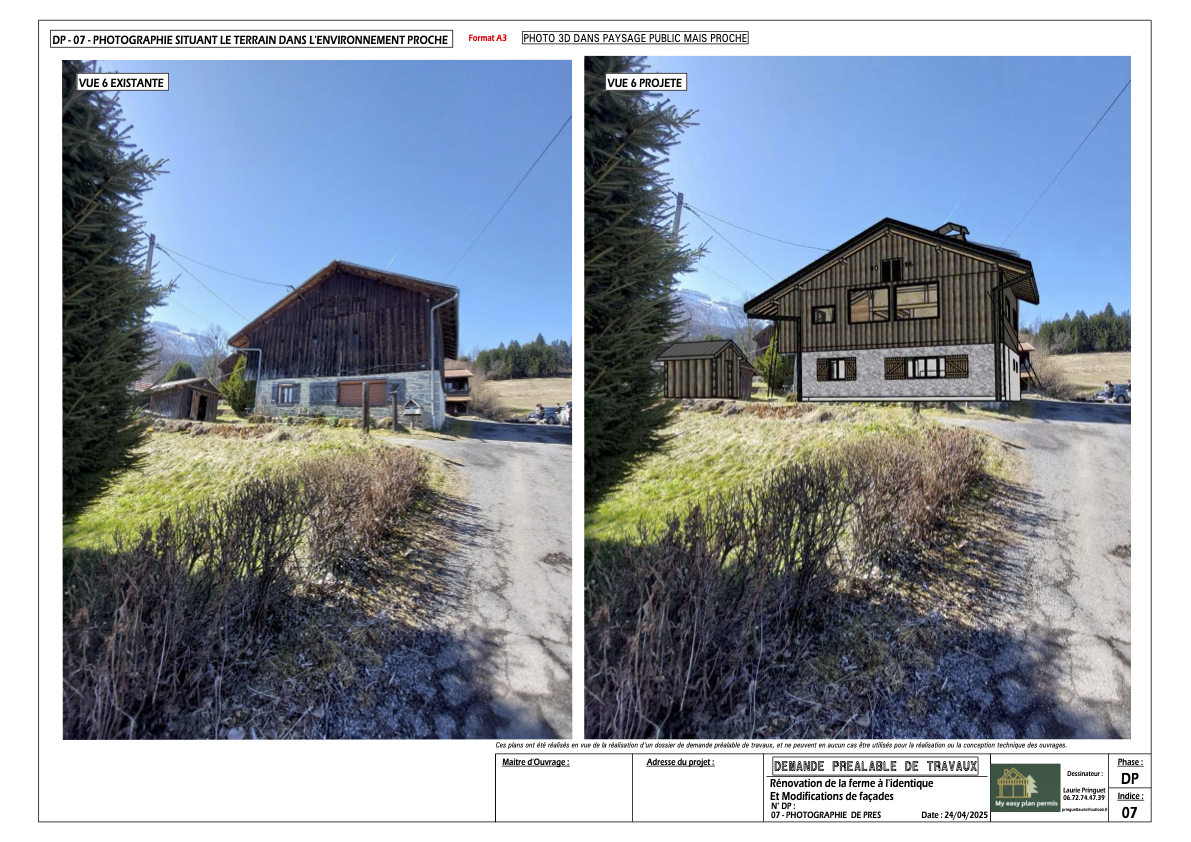 DP - 07 - PHOTOGRAPHIE SITUANT LE TERRAIN DANS L'ENVIRONNEMENT PROCHE
Format A3
PHOTO 3D DANS PAYSAGE PUBLIC MAIS PROCHE
VUE 6 EXISTANTE
VUE 6 PROJETE
Ces plans ont été réalisés en vue de la réalisation d'un dossier de demande préalable de travaux, et ne peuvent en aucun cas être utilisés pour la réalisation ou la conception technique des ouvrages.
Maitre d'Ouvrage :
Adresse du projet :
DEMANDE PREALABLE DE TRAVAUX
Rénovation de la ferme à l'identique
Et Modifications de façades
N° DP :
07 - PHOTOGRAPHIE DE PRES
Date : 24/04/2025
My easy plan permis
Dessinateur :
Laurie Pringuet
06.72.74.47.39
pringuetlaurie@outlook.fr
Phase :
DP
Indice :
07